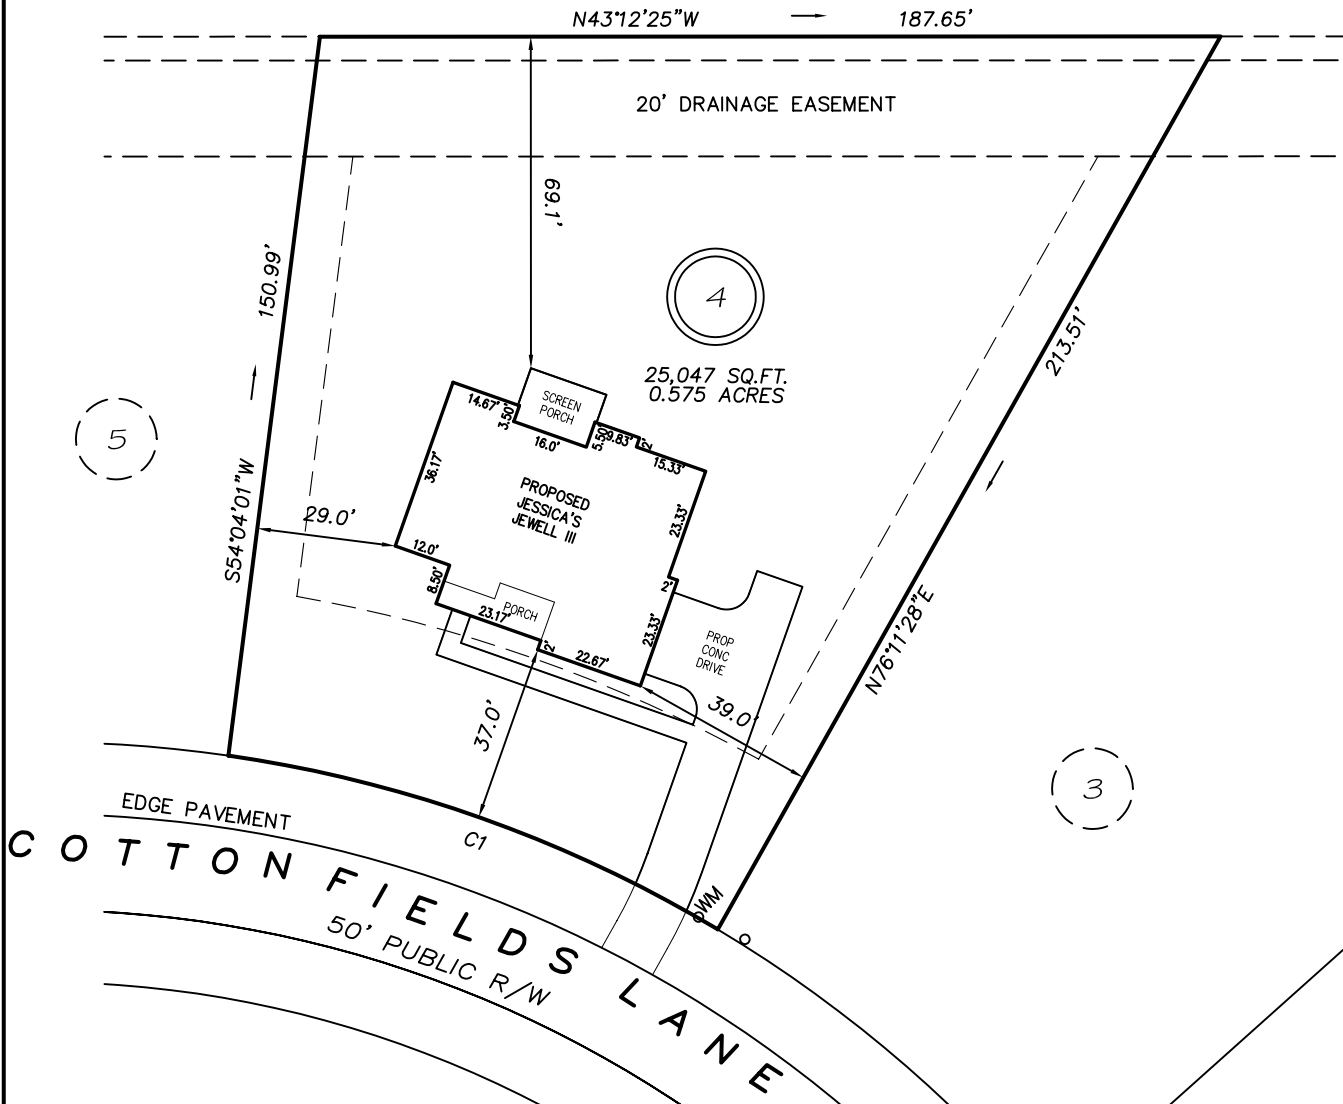 N43°12'25"W 187.65'
20' DRAINAGE EASEMENT
69.1'
150.99'
4
25,047 SQ.FT.
0.575 ACRES
213.51'
5
SCREEN
PORCH
14.67'
3.50'
16.0'
5.50'
9.83'
2'
15.33'
36.17'
PROPOSED
JESSICA'S
JEWELL III
23.33'
S54°04'01"W
29.0'
12.0'
8.50'
2'
PORCH
23.17'
2'
22.67'
23.33'
PROP
CONC
DRIVE
N76°11'28"E
37.0'
39.0'
3
EDGE PAVEMENT
C1
WM
COTTON FIELDS LANE
50' PUBLIC R/W